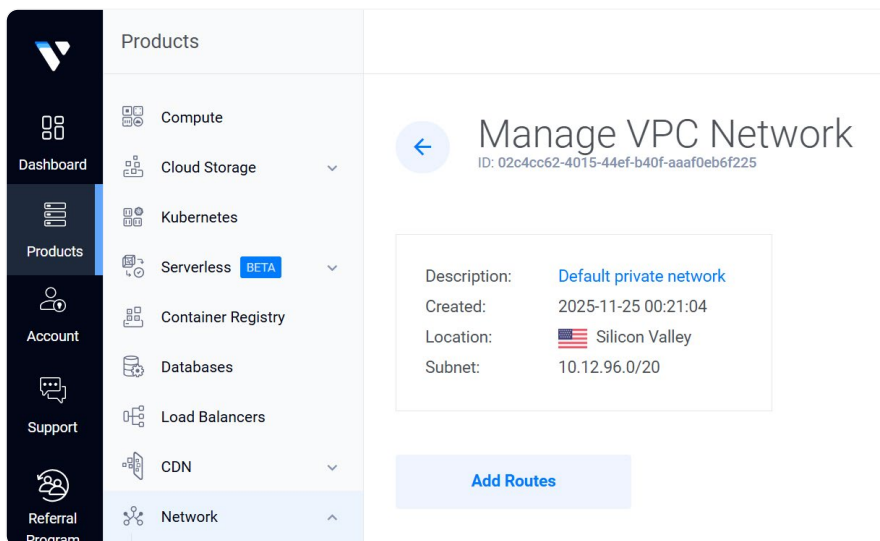 Dashboard
Products
Account
Support
Referral
Program
Products
Compute
Cloud Storage
Kubernetes
Serverless BETA
Container Registry
Databases
Load Balancers
CDN
Network
Manage VPC Network
ID: 02c4cc62-4015-44ef-b40f-aaaf0eb6f225
Description: Default private network
Created: 2025-11-25 00:21:04
Location: Silicon Valley
Subnet: 10.12.96.0/20
Add Routes